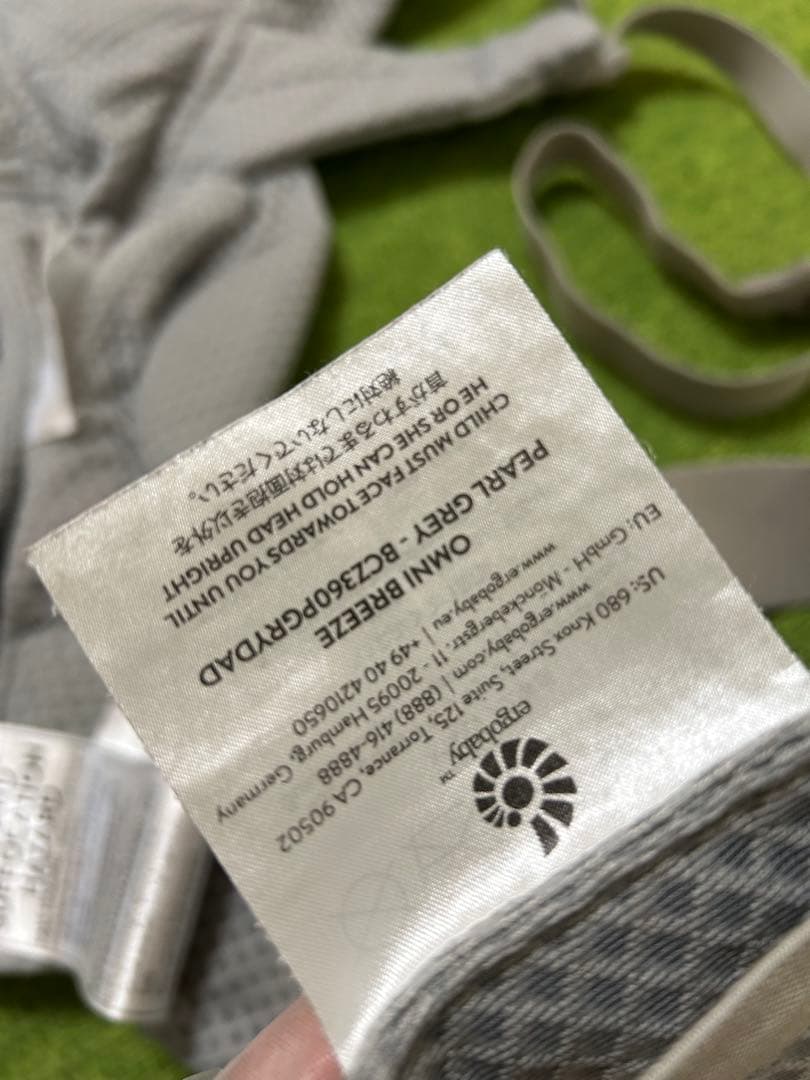 ergobaby™
US: 680 Knox Street, Suite 125, Torrance, CA 90502
www.ergobaby.com | (888) 416-4888
EU: GmbH - Mönckebergstr. 11 - 20095 Hamburg, Germany
www.ergobaby.eu | +49 40 4210650
OMNI BREEZE
PEARL GREY - BCZ360PGRYDAD
CHILD MUST FACE TOWARDS YOU UNTIL
HE OR SHE CAN HOLD HEAD UPRIGHT
首がすわるまでは対面抱き以外を
絶対にしないでください。